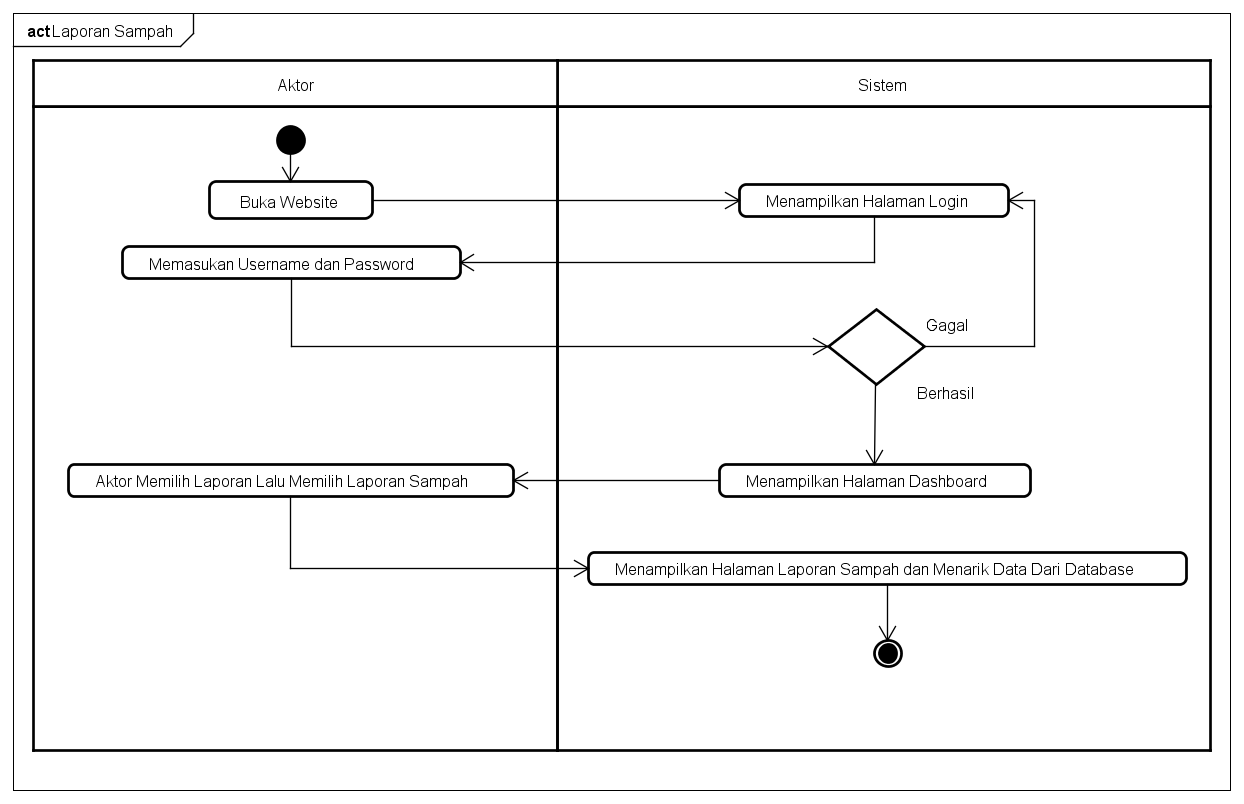 act Laporan Sampah
Aktor
Sistem
Buka Website
Menampilkan Halaman Login
Memasukan Username dan Password
Gagal
Berhasil
Aktor Memilih Laporan Lalu Memilih Laporan Sampah
Menampilkan Halaman Dashboard
Menampilkan Halaman Laporan Sampah dan Menarik Data Dari Database